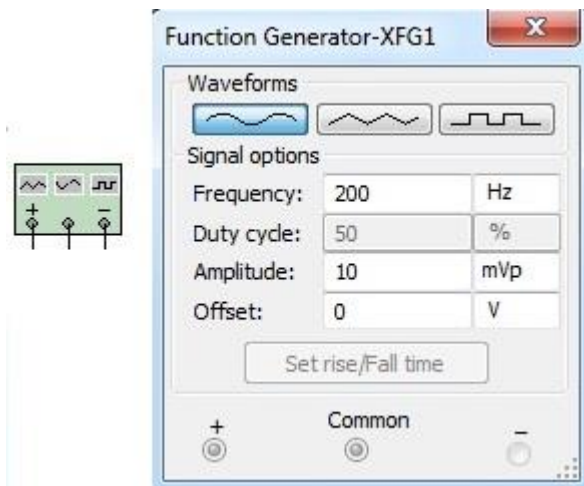 Function Generator-XFG1
X
Waveforms
Signal options
Frequency: 200 Hz
Duty cycle: 50 %
Amplitude: 10 mVp
Offset: 0 V
Set rise/Fall time
+ Common −
+ −